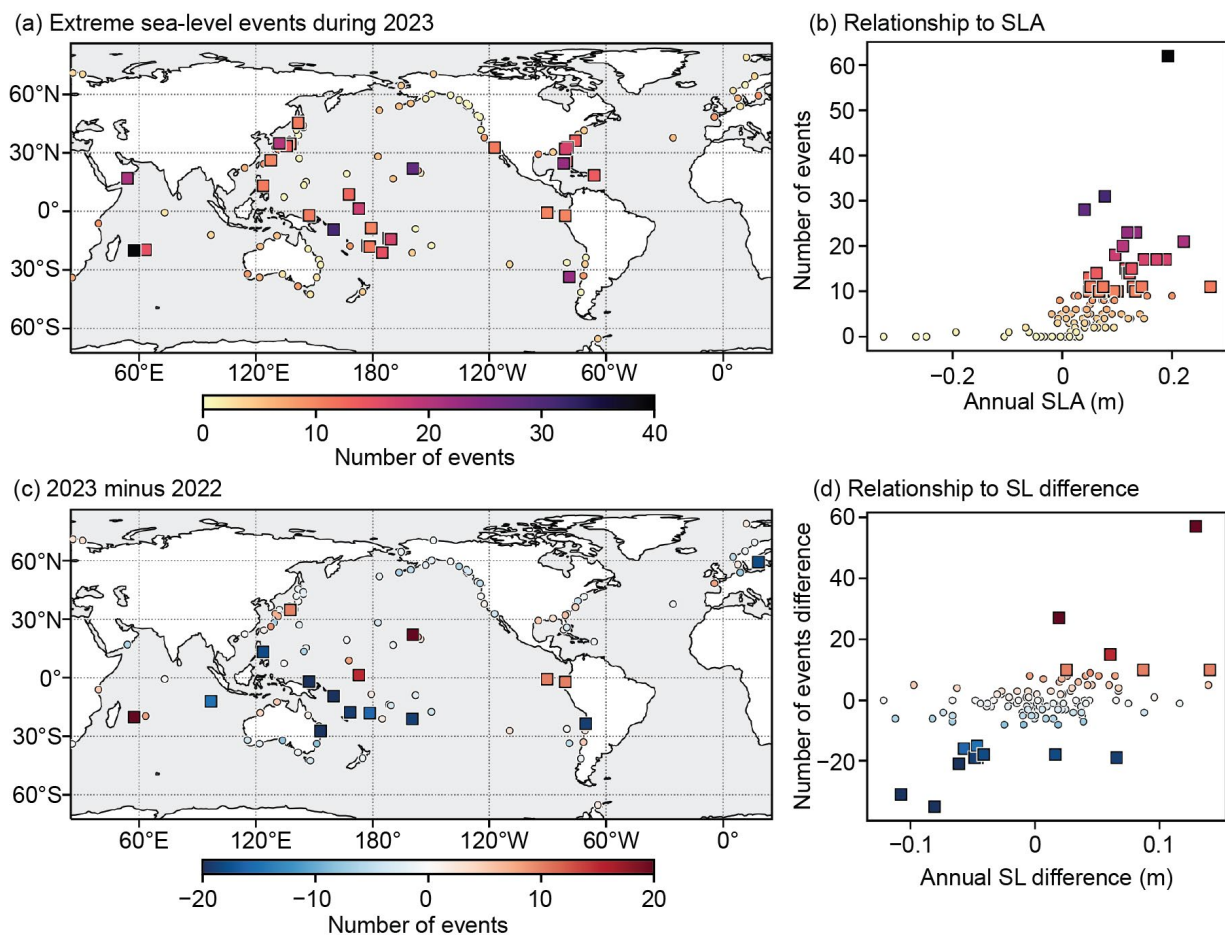 (a) Extreme sea-level events during 2023
60°N
30°N
0°
30°S
60°S
60°E 120°E 180° 120°W 60°W 0°
0 10 20 30 40
Number of events
(b) Relationship to SLA
Number of events
60
50
40
30
20
10
0
−0.2 0 0.2
Annual SLA (m)
(c) 2023 minus 2022
60°N
30°N
0°
30°S
60°S
60°E 120°E 180° 120°W 60°W 0°
−20 −10 0 10 20
Number of events
(d) Relationship to SL difference
Number of events difference
60
40
20
0
−20
−0.1 0 0.1
Annual SL difference (m)